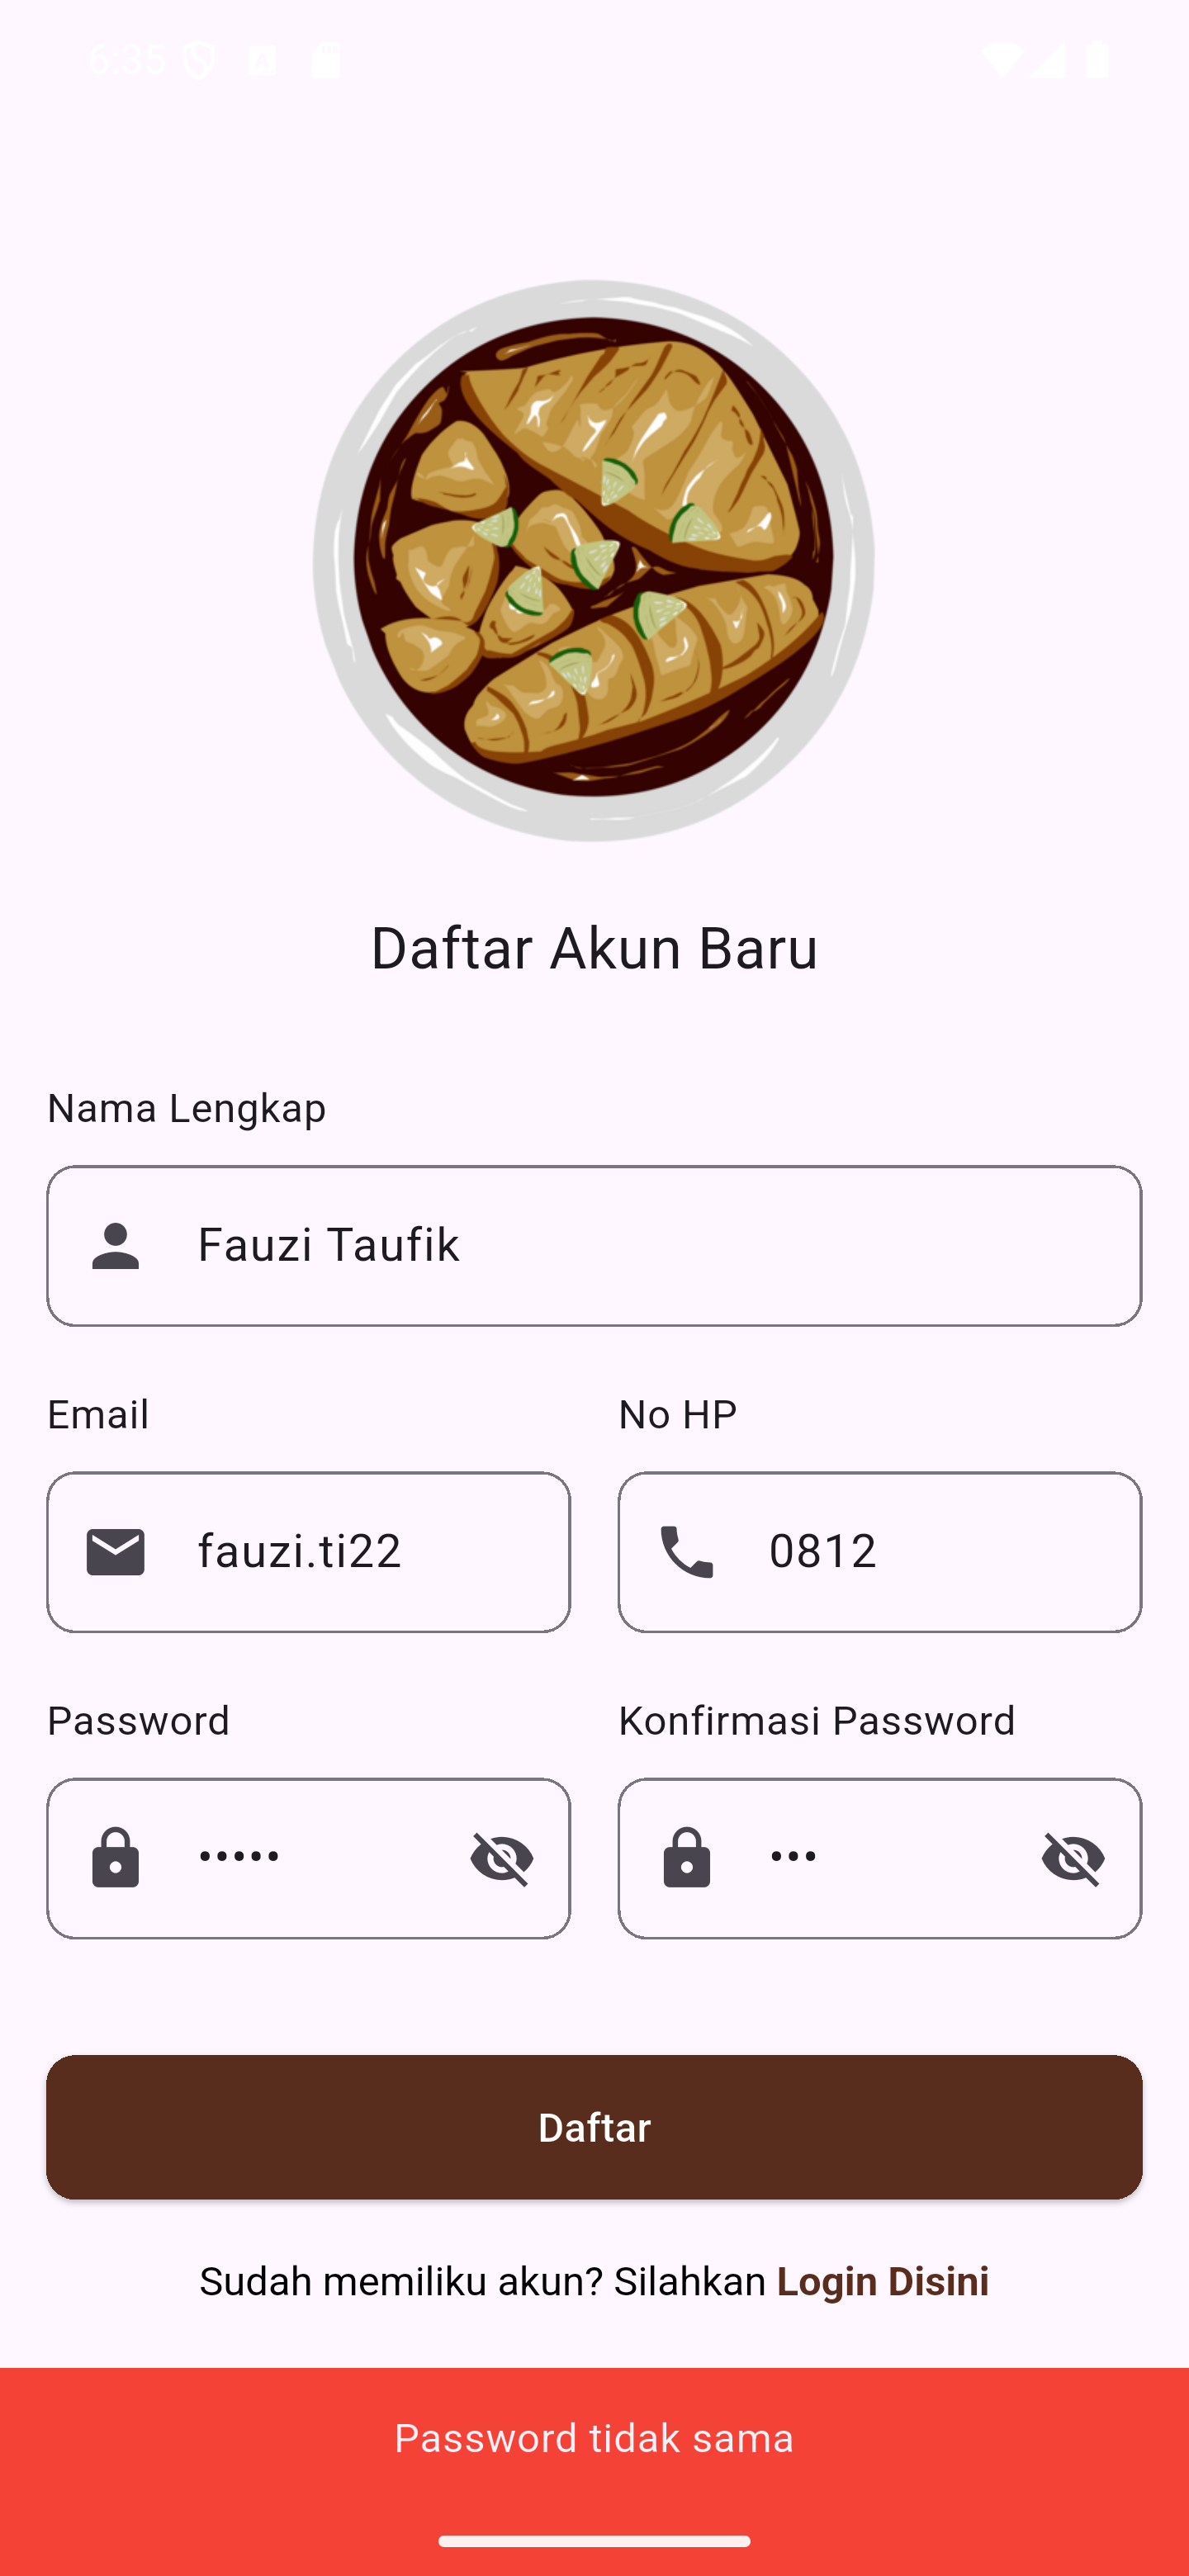 6:35
Daftar Akun Baru
Nama Lengkap
Fauzi Taufik
Email
No HP
fauzi.ti22
0812
Password
Konfirmasi Password
•••••
•••
Daftar
Sudah memiliku akun? Silahkan Login Disini
Password tidak sama